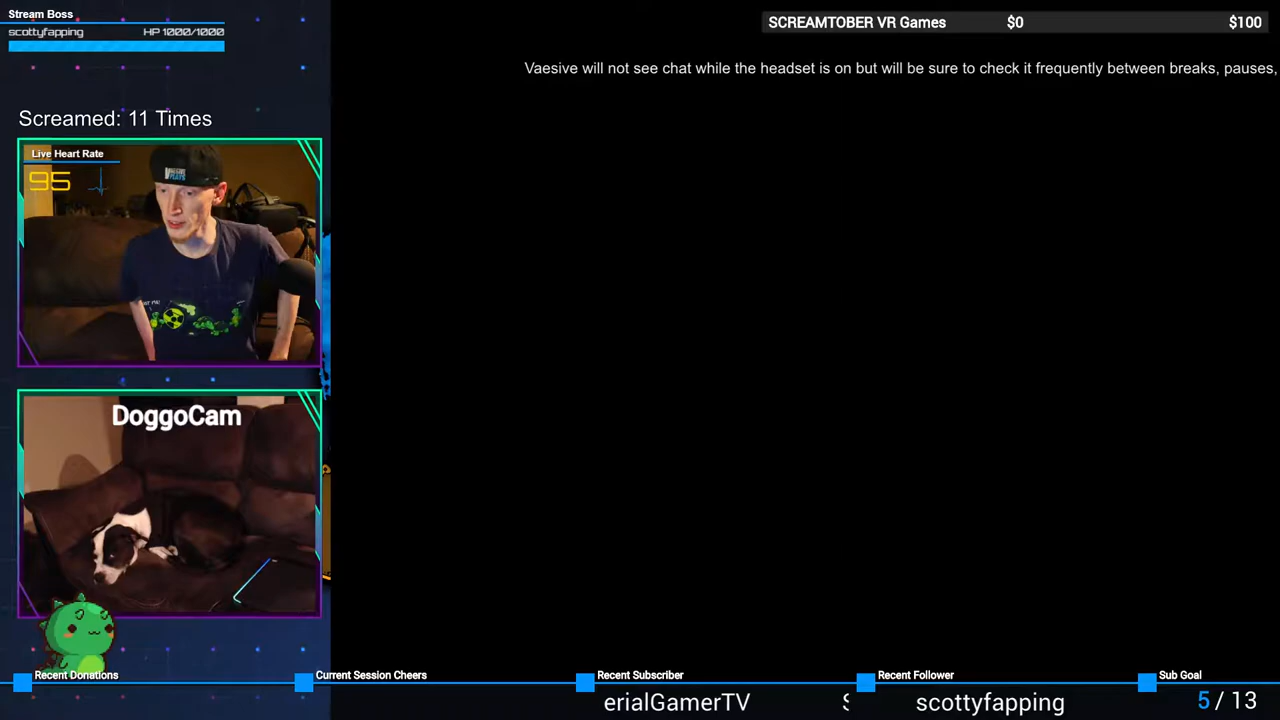 Stream Boss
scottyfapping HP 1000/1000
SCREAMTOBER VR Games $0 $100
Vaesive will not see chat while the headset is on but will be sure to check it frequently between breaks, pauses,
Screamed: 11 Times
Live Heart Rate
95
DoggoCam
Recent Donations
Current Session Cheers
Recent Subscriber
erialGamerTV
Recent Follower
scottyfapping
Sub Goal
5 / 13